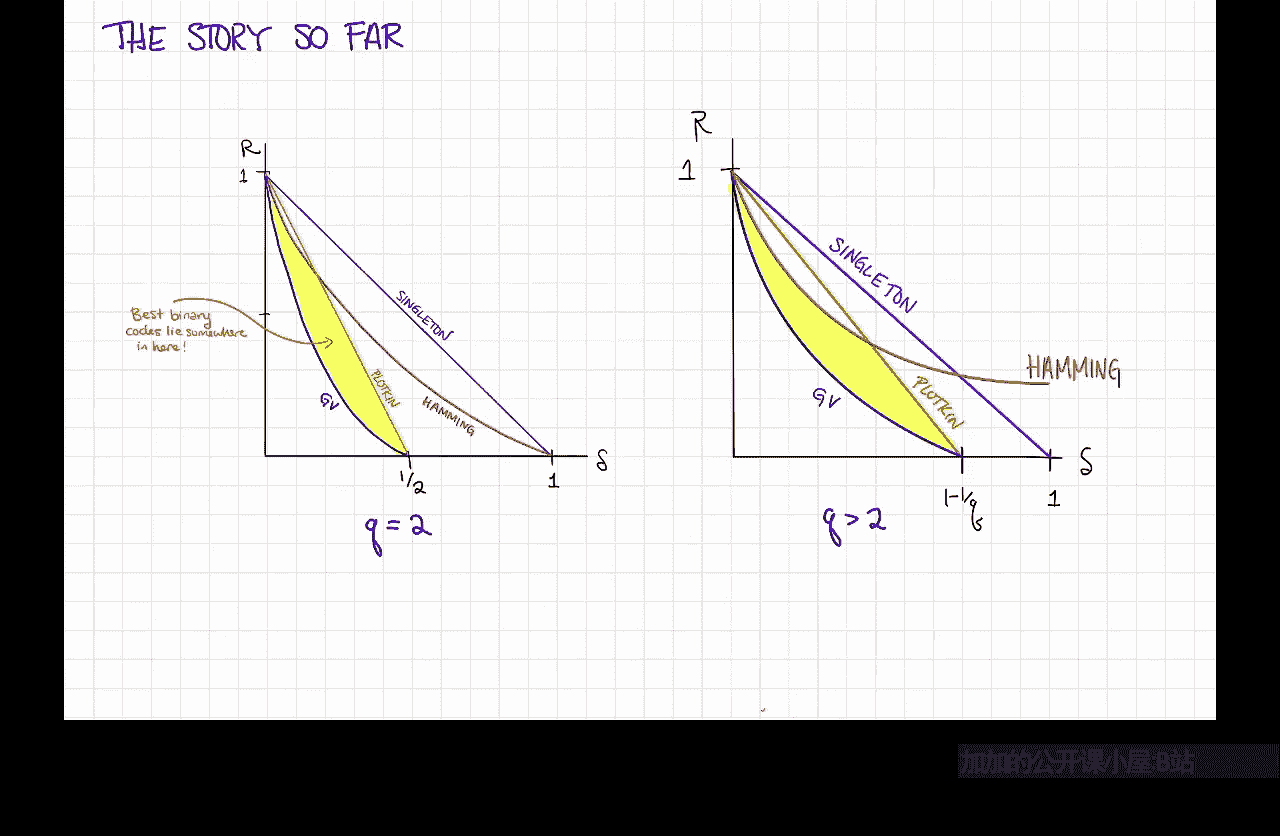 THE STORY SO FAR
R
1
Best binary
codes lie somewhere
in here!
SINGLETON
PLOTKIN
HAMMING
GV
δ
1/2
1
q = 2
R
1
SINGLETON
HAMMING
PLOTKIN
GV
δ
1-1/q
1
q > 2
加加的公开课小屋 B站